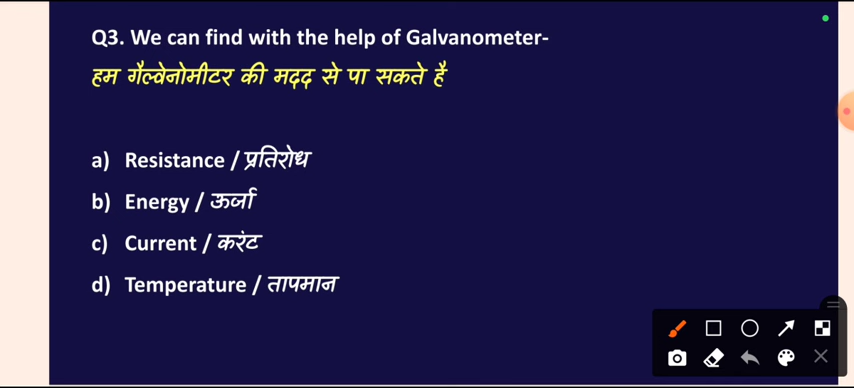 Q3. We can find with the help of Galvanometer-
हम गैल्वेनोमीटर की मदद से पा सकते है
a) Resistance / प्रतिरोध
b) Energy / ऊर्जा
c) Current / करंट
d) Temperature / तापमान